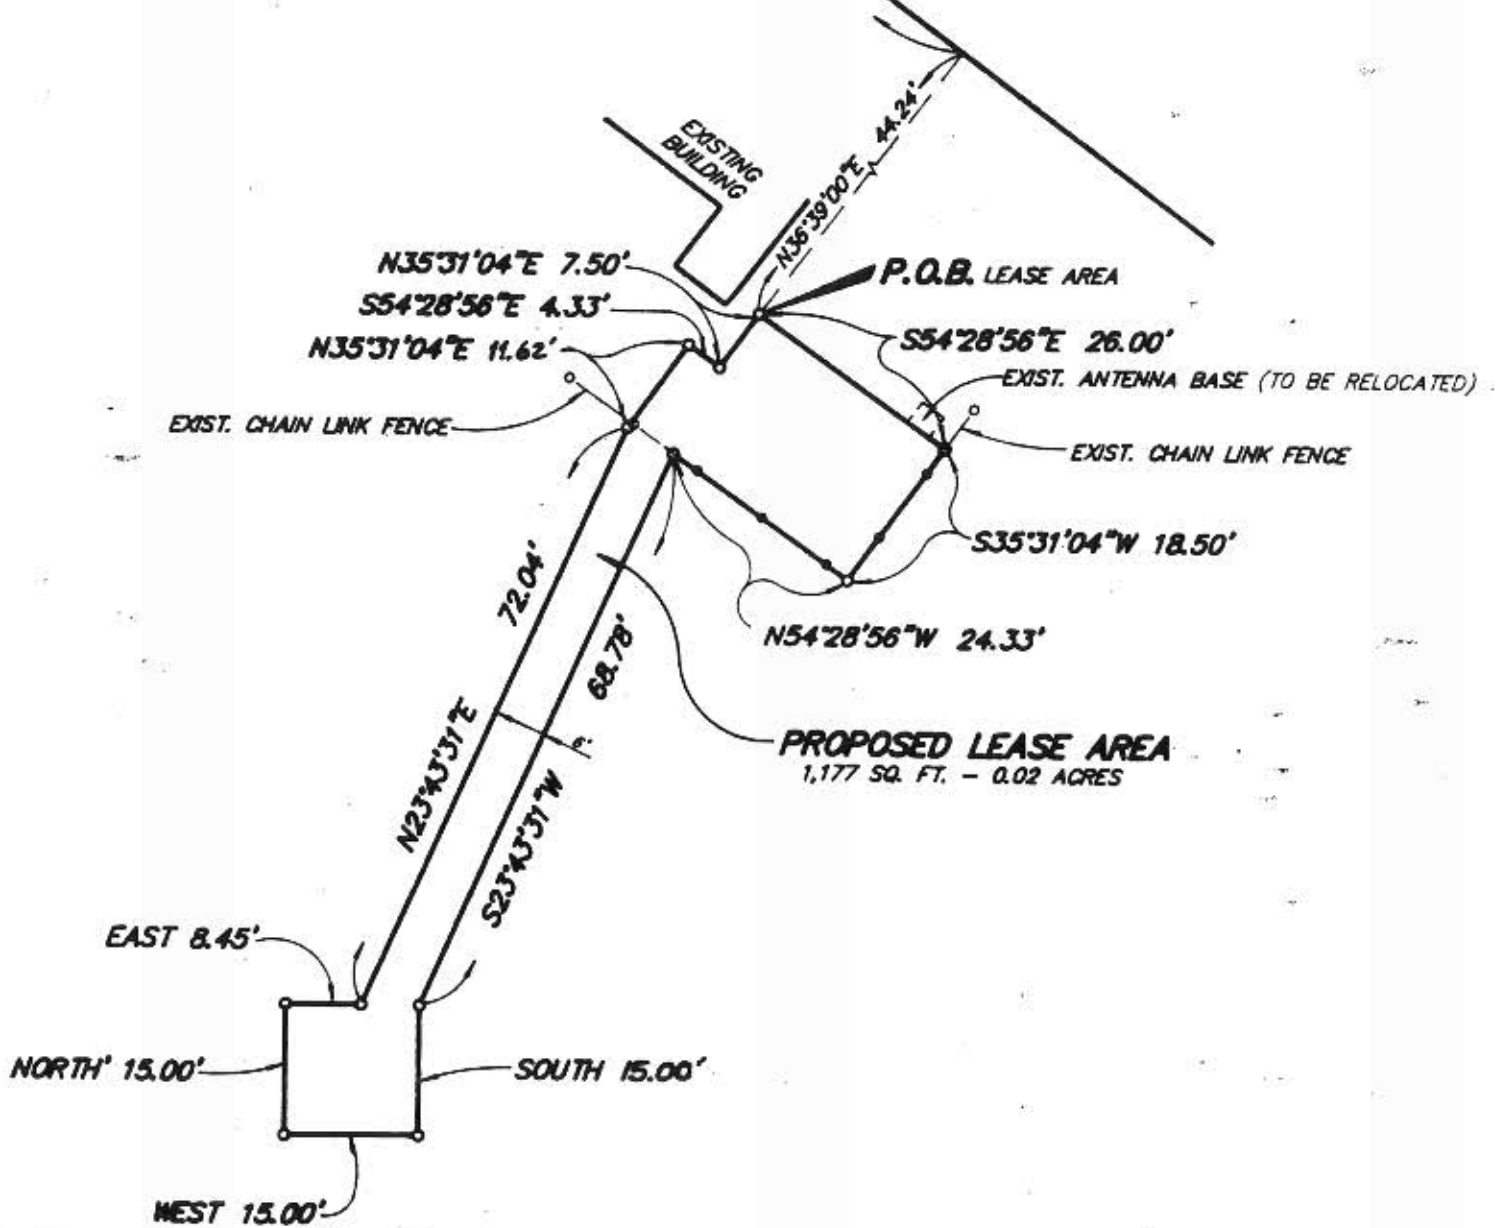 EXISTING
BUILDING
N36°39'00"E 44.24'
N35°31'04"E 7.50'
P.O.B. LEASE AREA
S54°28'56"E 4.33'
N35°31'04"E 11.62'
S54°28'56"E 26.00'
EXIST. ANTENNA BASE (TO BE RELOCATED)
EXIST. CHAIN LINK FENCE
EXIST. CHAIN LINK FENCE
S35°31'04"W 18.50'
72.04'
N54°28'56"W 24.33'
68.78'
N23°43'31"E
6'
PROPOSED LEASE AREA
1,177 SQ. FT. - 0.02 ACRES
S23°43'31"W
EAST 8.45'
NORTH' 15.00'
SOUTH 15.00'
WEST 15.00'